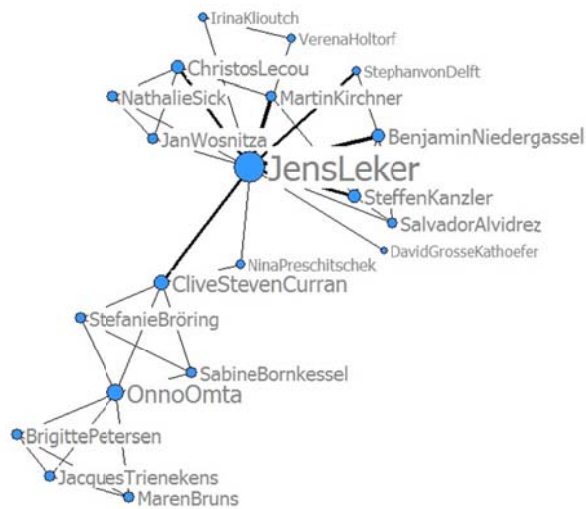 IrinaKlioutch
VerenaHoltorf
ChristosLecou
StephanvonDelft
NathalieSick
MartinKirchner
JanWosnitza
BenjaminNiedergassel
JensLeker
SteffenKanzler
SalvadorAlvidrez
DavidGrosseKathoefer
NinaPreschitschek
CliveStevenCurran
StefanieBröring
SabineBornkessel
OnnoOmta
BrigittePetersen
JacquesTrienekens
MarenBruns